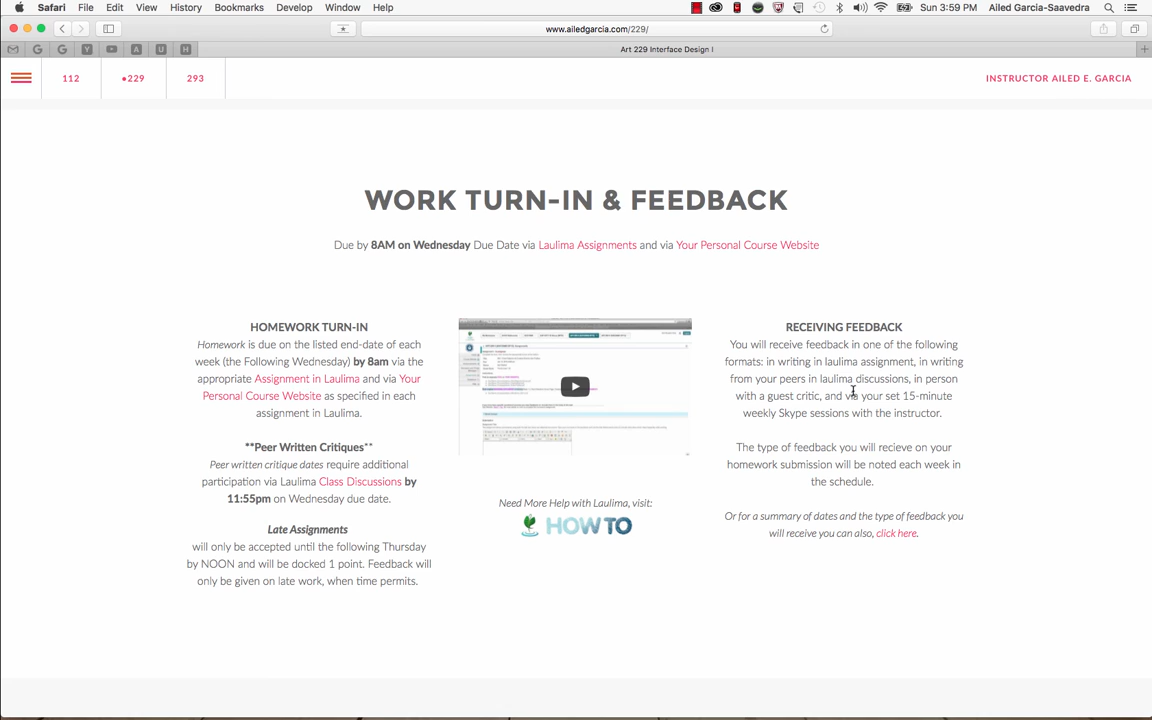 Safari File Edit View History Bookmarks Develop Window Help Sun 3:59 PM Ailed Garcia-Saavedra
www.ailedgarcia.com/229/
Art 229 Interface Design I
112 •229 293 INSTRUCTOR AILED E. GARCIA
WORK TURN-IN & FEEDBACK
Due by 8AM on Wednesday Due Date via Laulima Assignments and via Your Personal Course Website
HOMEWORK TURN-IN
Homework is due on the listed end-date of each
week (the Following Wednesday) by 8am via the
appropriate Assignment in Laulima and via Your
Personal Course Website as specified in each
assignment in Laulima.
**Peer Written Critiques**
Peer written critique dates require additional
participation via Laulima Class Discussions by
11:55pm on Wednesday due date.
Late Assignments
will only be accepted until the following Thursday
by NOON and will be docked 1 point. Feedback will
only be given on late work, when time permits.
Need More Help with Laulima, visit:
HOW TO
RECEIVING FEEDBACK
You will receive feedback in one of the following
formats: in writing in laulima assignment, in writing
from your peers in laulima discussions, in person
with a guest critic, and via your set 15-minute
weekly Skype sessions with the instructor.
The type of feedback you will recieve on your
homework submission will be noted each week in
the schedule.
Or for a summary of dates and the type of feedback you
will receive you can also, click here.